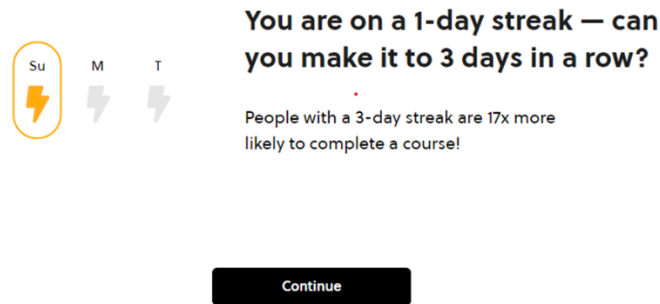 You are on a 1-day streak — can
you make it to 3 days in a row?
Su M T
People with a 3-day streak are 17x more
likely to complete a course!
Continue